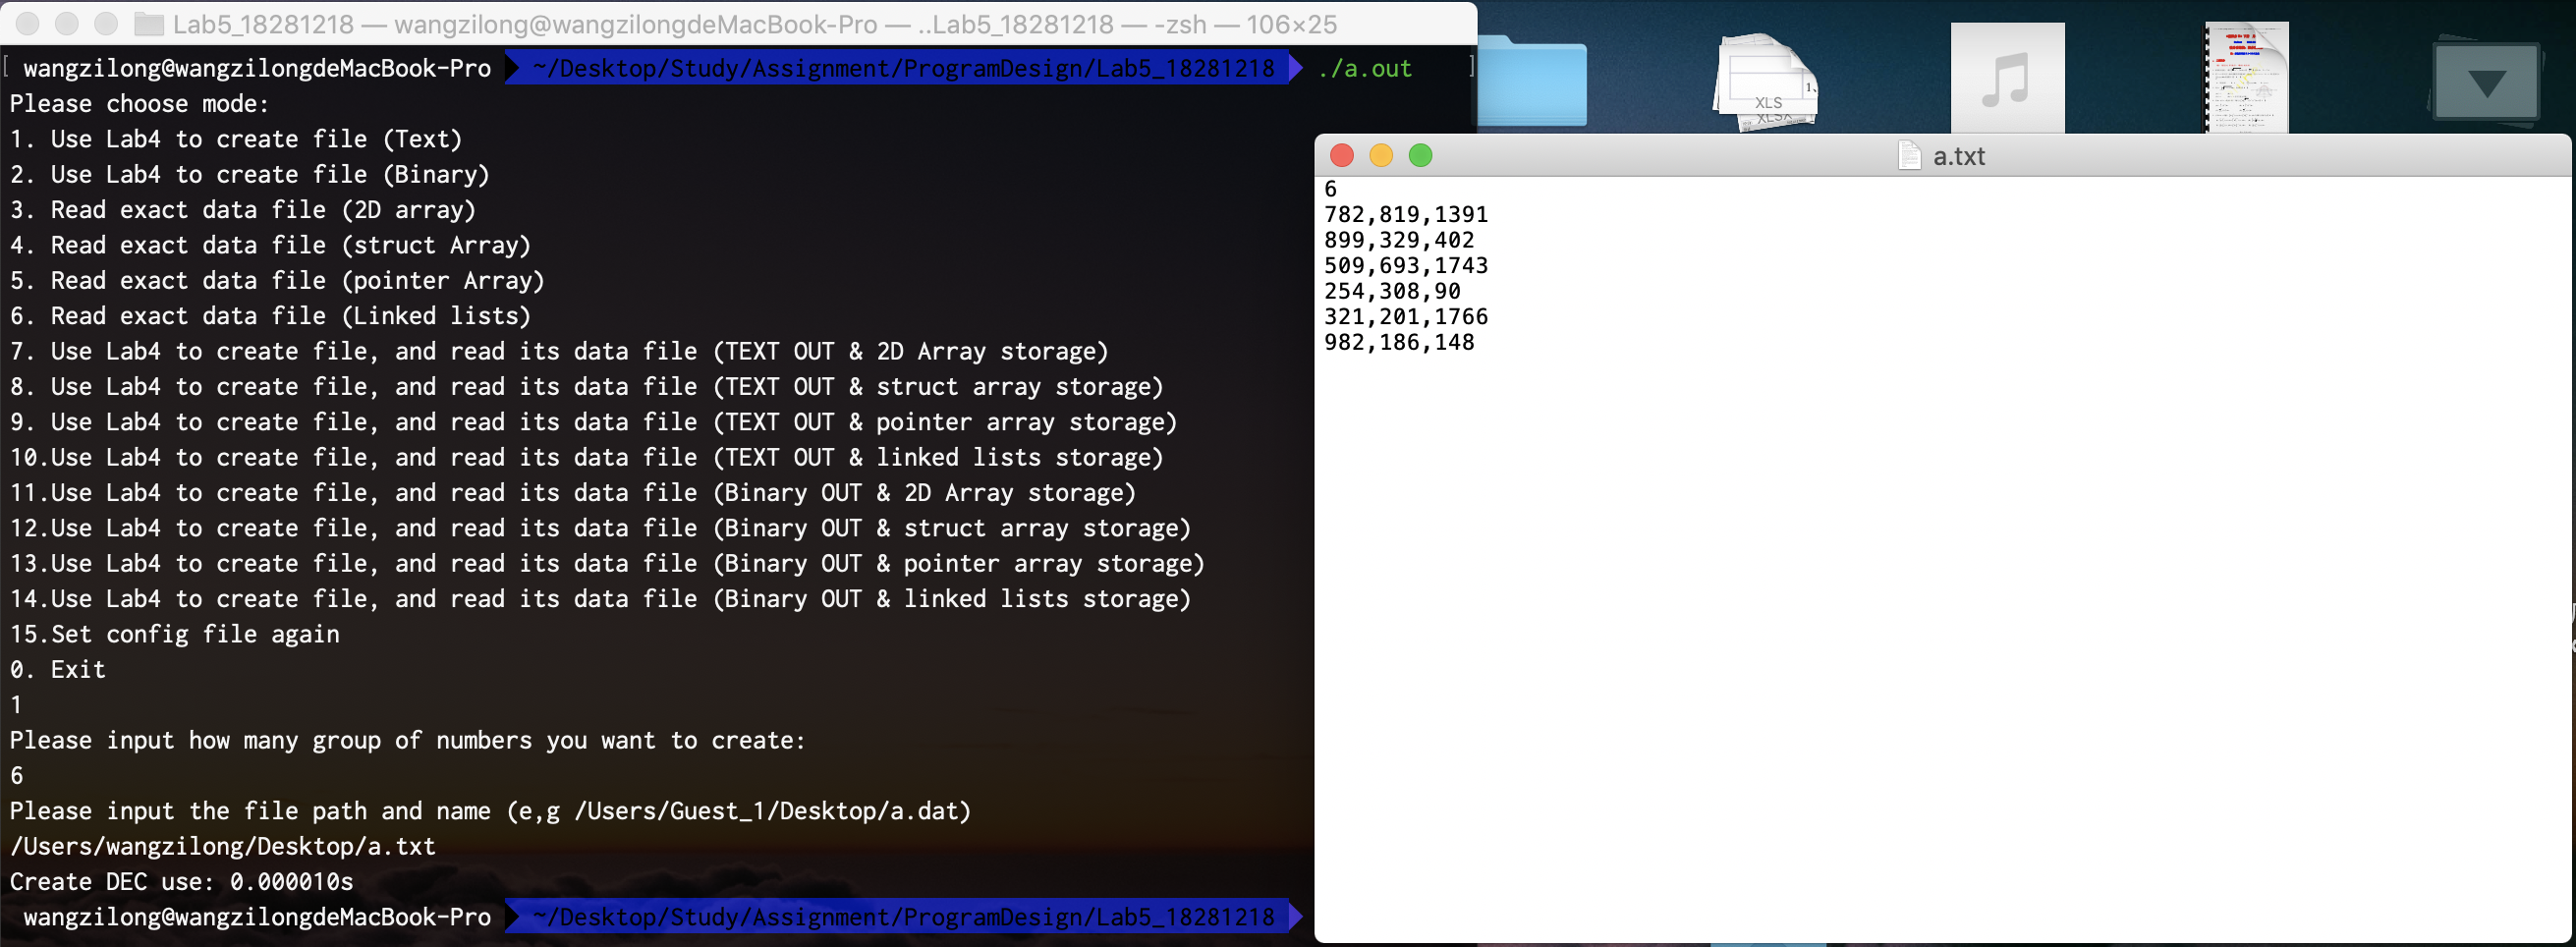 Lab5_18281218 — wangzilong@wangzilongdeMacBook-Pro — ..Lab5_18281218 — -zsh — 106×25
[ wangzilong@wangzilongdeMacBook-Pro ~/Desktop/Study/Assignment/ProgramDesign/Lab5_18281218 ./a.out ]
Please choose mode:
1. Use Lab4 to create file (Text)
2. Use Lab4 to create file (Binary)
3. Read exact data file (2D array)
4. Read exact data file (struct Array)
5. Read exact data file (pointer Array)
6. Read exact data file (Linked lists)
7. Use Lab4 to create file, and read its data file (TEXT OUT & 2D Array storage)
8. Use Lab4 to create file, and read its data file (TEXT OUT & struct array storage)
9. Use Lab4 to create file, and read its data file (TEXT OUT & pointer array storage)
10.Use Lab4 to create file, and read its data file (TEXT OUT & linked lists storage)
11.Use Lab4 to create file, and read its data file (Binary OUT & 2D Array storage)
12.Use Lab4 to create file, and read its data file (Binary OUT & struct array storage)
13.Use Lab4 to create file, and read its data file (Binary OUT & pointer array storage)
14.Use Lab4 to create file, and read its data file (Binary OUT & linked lists storage)
15.Set config file again
0. Exit
1
Please input how many group of numbers you want to create:
6
Please input the file path and name (e,g /Users/Guest_1/Desktop/a.dat)
/Users/wangzilong/Desktop/a.txt
Create DEC use: 0.000010s
wangzilong@wangzilongdeMacBook-Pro ~/Desktop/Study/Assignment/ProgramDesign/Lab5_18281218
XLS
XLSX
a.txt
6
782,819,1391
899,329,402
509,693,1743
254,308,90
321,201,1766
982,186,148